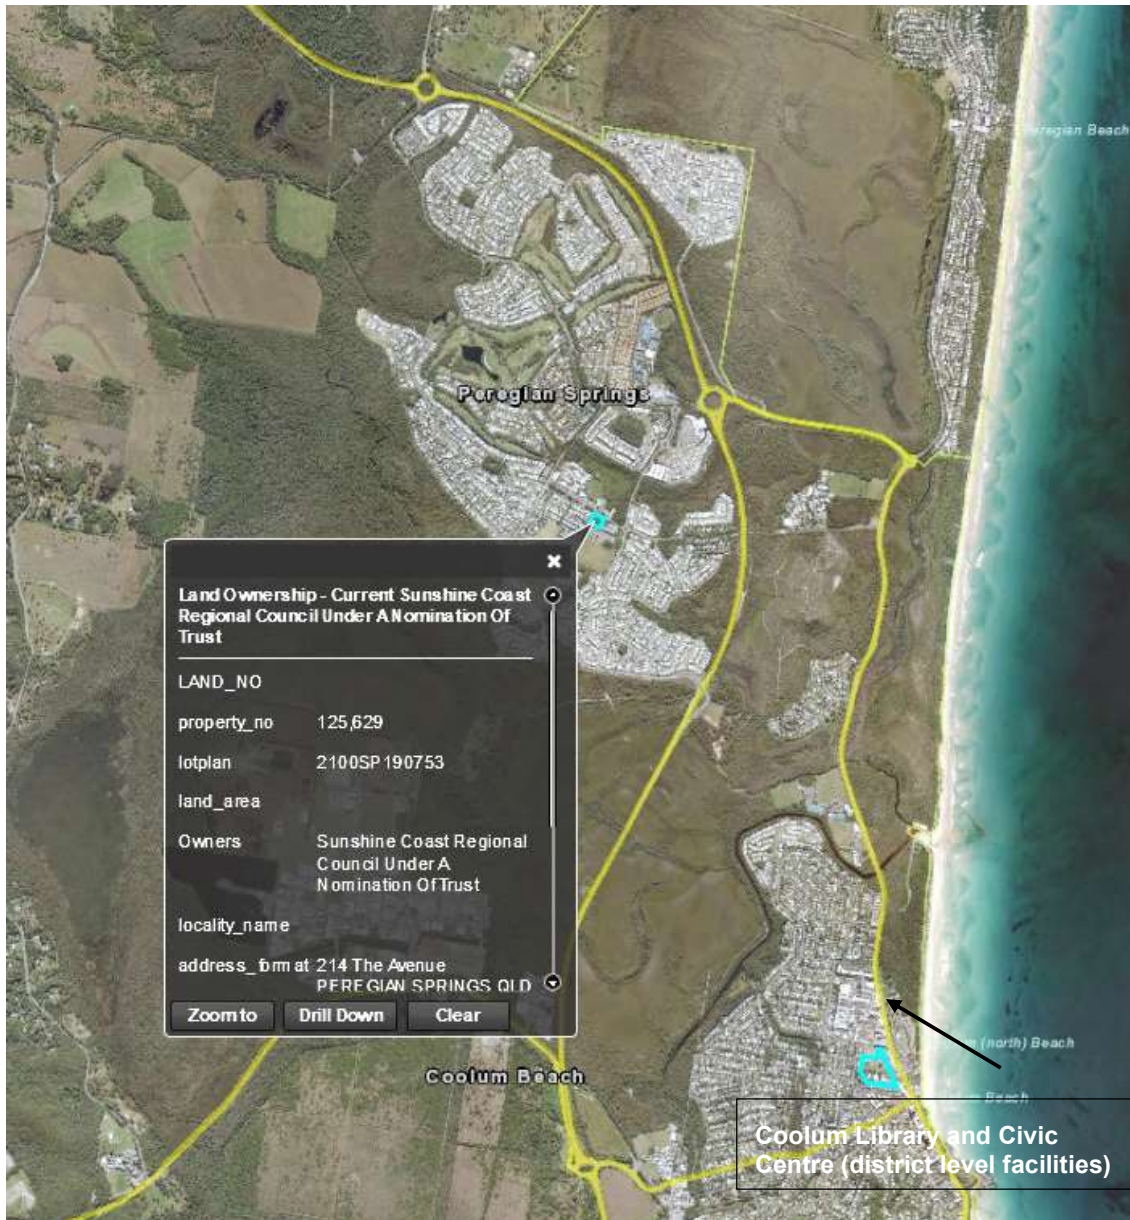 Peregian Beach
Peregian Springs
Land Ownership - Current Sunshine Coast
Regional Council Under A Nomination Of
Trust
LAND_NO
property_no 125,629
lotplan 2100SP190753
land_area
Owners Sunshine Coast Regional
Council Under A
Nomination Of Trust
locality_name
address_format 214 The Avenue
PEREGIAN SPRINGS QLD
Zoom to Drill Down Clear
(north) Beach
Coolum Beach
Beach
Coolum Library and Civic
Centre (district level facilities)